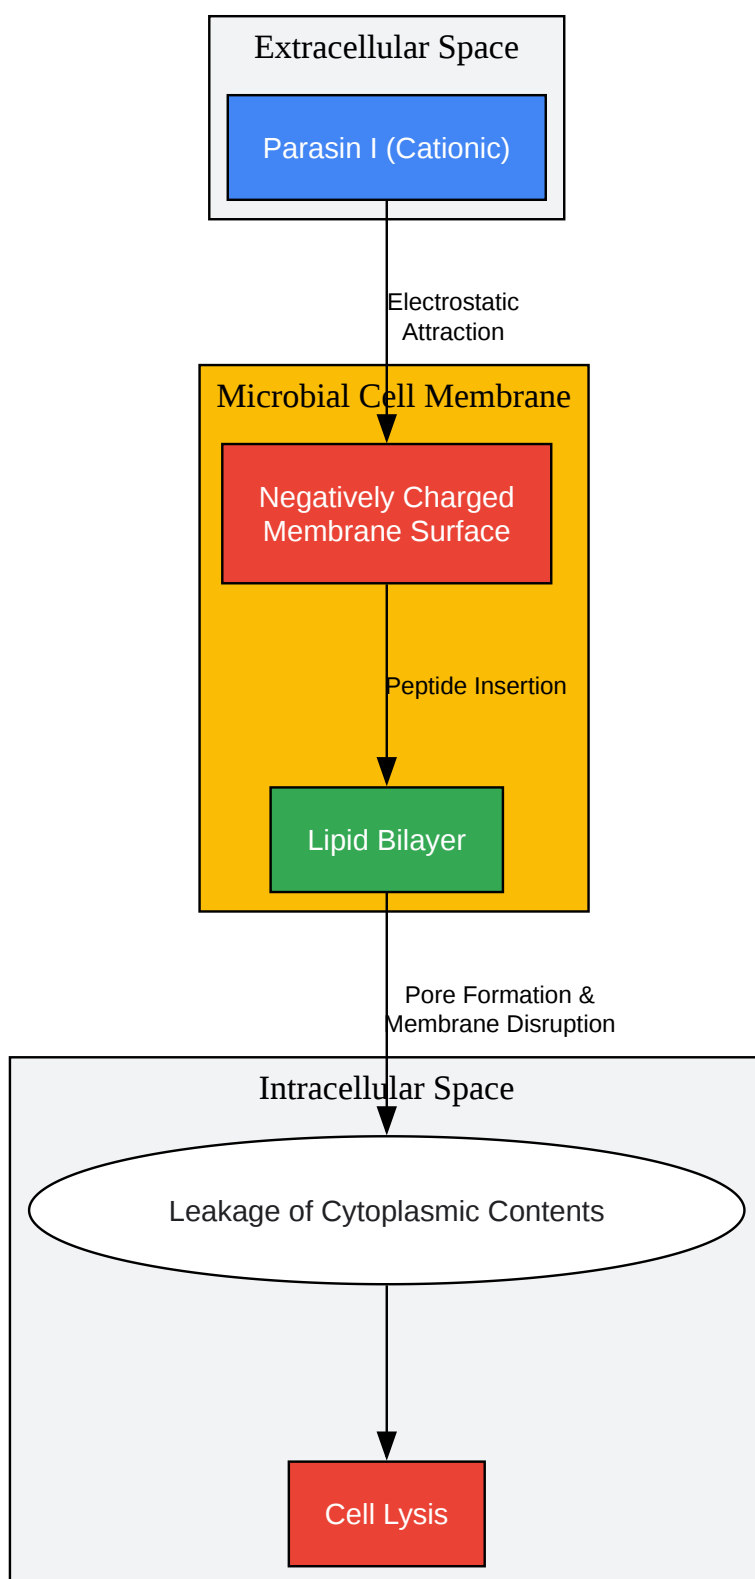 Extracellular Space
Parasin I (Cationic)
Electrostatic
Attraction
Microbial Cell Membrane
Negatively Charged
Membrane Surface
Peptide Insertion
Lipid Bilayer
Pore Formation &
Membrane Disruption
Intracellular Space
Leakage of Cytoplasmic Contents
Cell Lysis